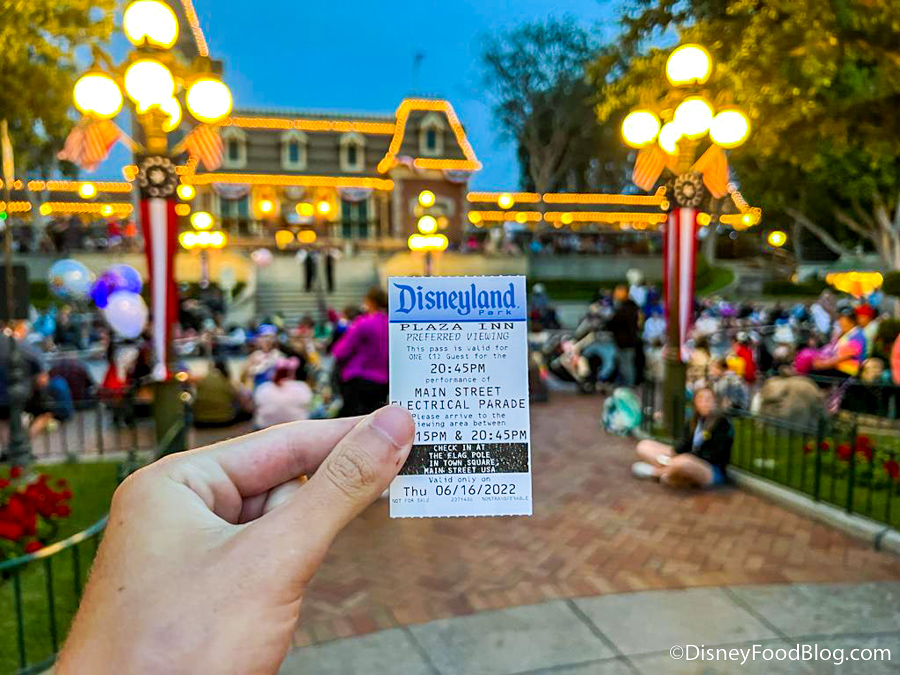 Disneyland
Park
PLAZA INN
PREFERRED VIEWING
This pass is valid for
ONE (1) Guest for the
20:45PM
performance of
MAIN STREET
ELECTRICAL PARADE
Please arrive at the
viewing area between
15PM & 20:45PM
CHECK IN AT
THE FLAG POLE
IN TOWN SQUARE,
MAIN STREET USA
Valid only on
Thu 06/16/2022
NOT FOR SALE NONTRANSFERABLE
©DisneyFoodBlog.com